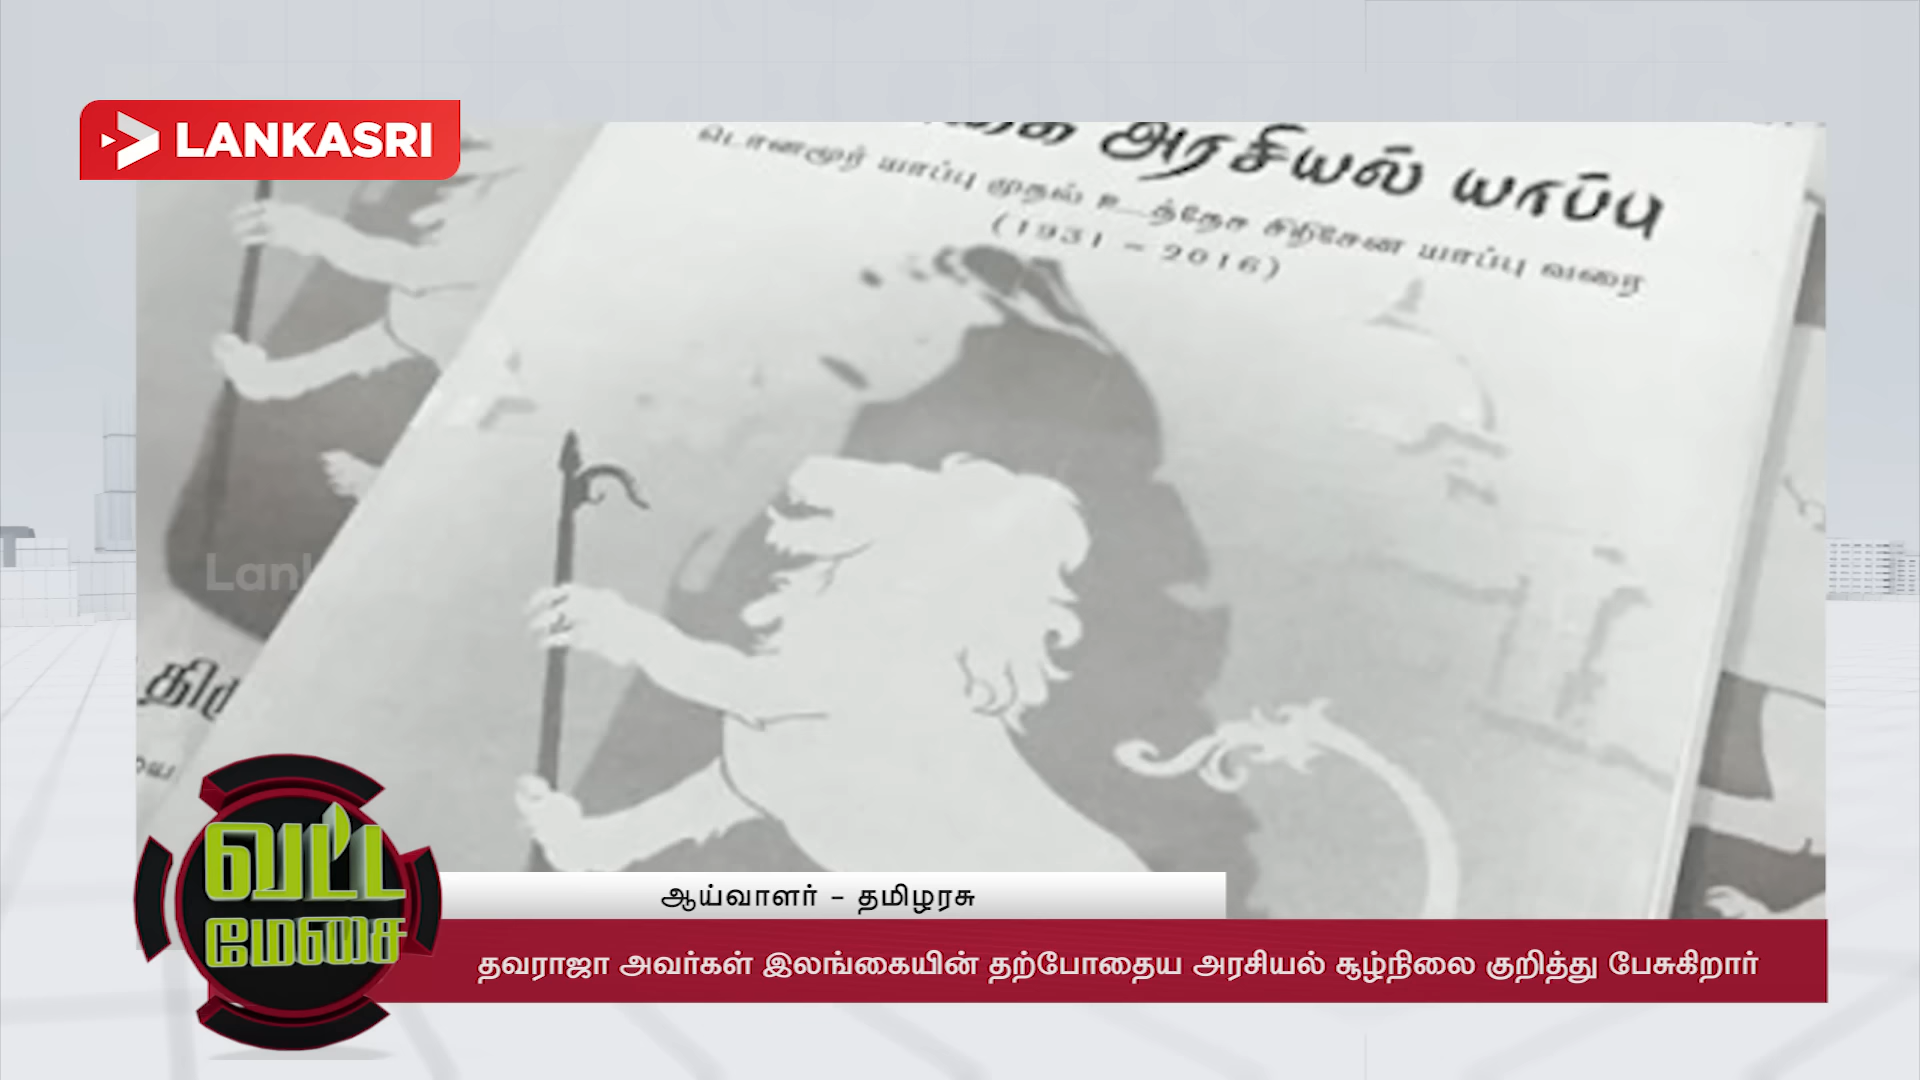 LANKASRI
அரசியல் யாப்பு
டொனமூர் யாப்பு முதல் உத்தேச சிறிசேன யாப்பு வரை
(1931 - 2016)
Lank
வட்ட
மேசை
ஆய்வாளர் - தமிழரசு
தவராஜா அவர்கள் இலங்கையின் தற்போதைய அரசியல் சூழ்நிலை குறித்து பேசுகிறார்